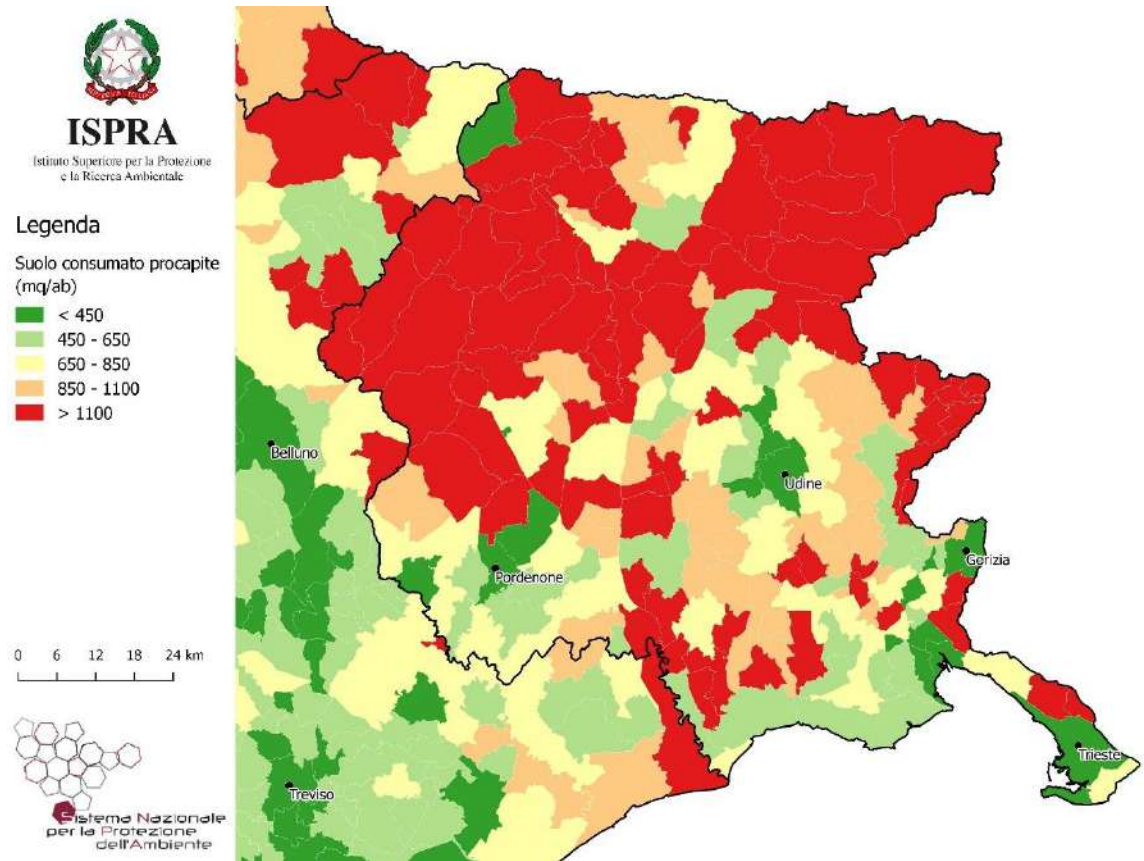 ISPRA
Istituto Superiore per la Protezione
e la Ricerca Ambientale
Legenda
Suolo consumato procapite
(mq/ab)
< 450
450 - 650
650 - 850
850 - 1100
> 1100
0 6 12 18 24 km
Sistema Nazionale
per la Protezione
dell'Ambiente
Belluno
Udine
Gorizia
Pordenone
Trieste
Treviso